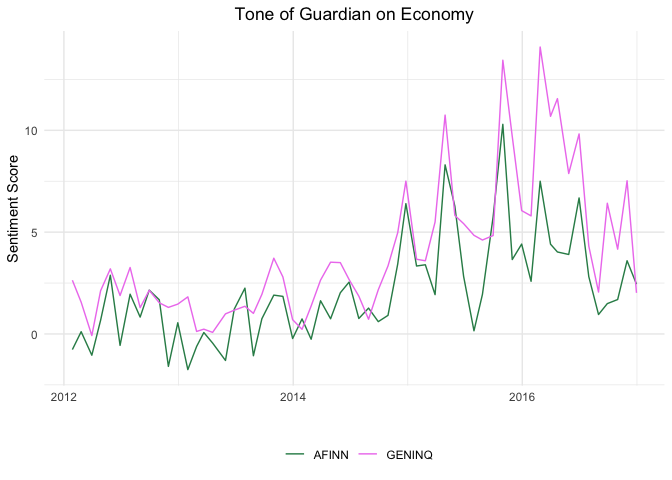 Tone of Guardian on Economy
Sentiment Score
10
5
0
2012 2014 2016
AFINN GENINQ